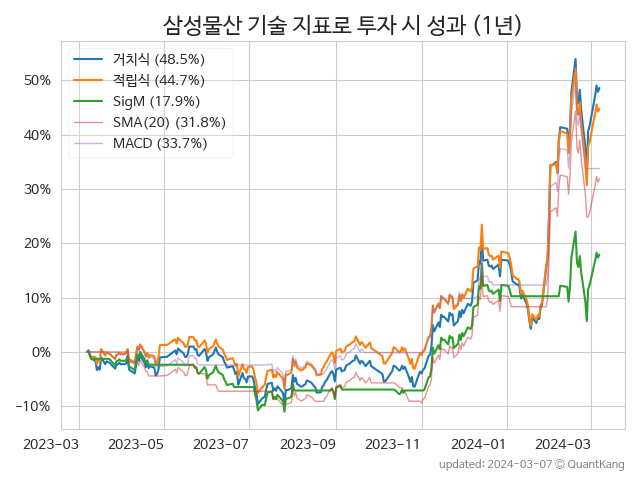 삼성물산 기술 지표로 투자 시 성과 (1년)
거치식 (48.5%)
적립식 (44.7%)
SigM (17.9%)
SMA(20) (31.8%)
MACD (33.7%)
50%
40%
30%
20%
10%
0%
−10%
2023-03 2023-05 2023-07 2023-09 2023-11 2024-01 2024-03
updated: 2024-03-07 © QuantKang